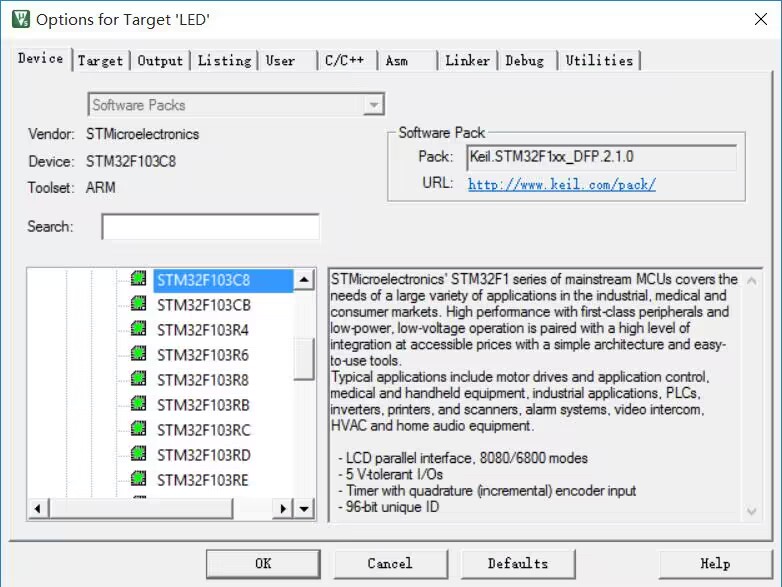 Options for Target 'LED'
Device Target Output Listing User C/C++ Asm Linker Debug Utilities
Software Packs
Vendor: STMicroelectronics
Device: STM32F103C8
Toolset: ARM
Search:
Software Pack
Pack: Keil.STM32F1xx_DFP.2.1.0
URL: http://www.keil.com/pack/
STM32F103C8
STM32F103CB
STM32F103R4
STM32F103R6
STM32F103R8
STM32F103RB
STM32F103RC
STM32F103RD
STM32F103RE
STMicroelectronics' STM32F1 series of mainstream MCUs covers the
needs of a large variety of applications in the industrial, medical and
consumer markets. High performance with first-class peripherals and
low-power, low-voltage operation is paired with a high level of
integration at accessible prices with a simple architecture and easy-
to-use tools.
Typical applications include motor drives and application control,
medical and handheld equipment, industrial applications, PLCs,
inverters, printers, and scanners, alarm systems, video intercom,
HVAC and home audio equipment.
- LCD parallel interface, 8080/6800 modes
- 5 V-tolerant I/Os
- Timer with quadrature (incremental) encoder input
- 96-bit unique ID
OK Cancel Defaults Help